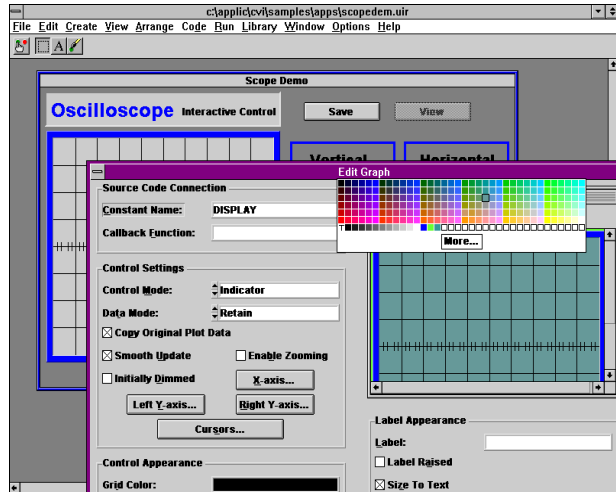 c:\applic\cvi\samples\apps\scopedem.uir
File Edit Create View Arrange Code Run Library Window Options Help
A
Scope Demo
Oscilloscope Interactive Control
Save
View
Vertical
Horizontal
Edit Graph
Source Code Connection
Constant Name: DISPLAY
Callback Function:
T
More...
Control Settings
Control Mode: Indicator
Data Mode: Retain
Copy Original Plot Data
Smooth Update
Enable Zooming
Initially Dimmed
X-axis...
Left Y-axis...
Right Y-axis...
Cursors...
Label Appearance
Label:
Label Raised
Size To Text
Control Appearance
Grid Color: